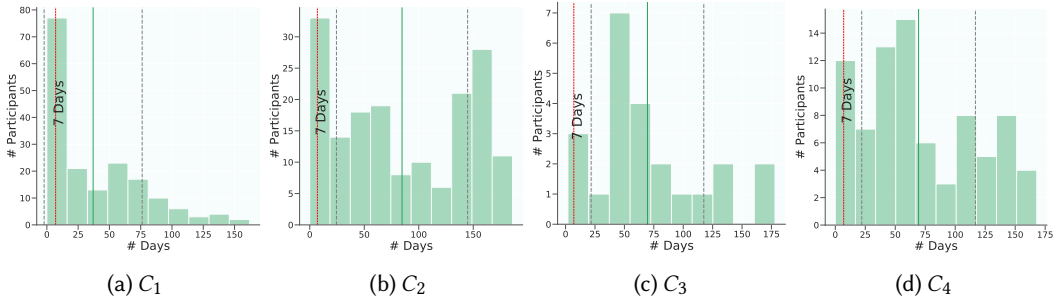 # Participants
80
70
60
50
40
30
20
10
0
7 Days
0 25 50 75 100 125 150
# Days
(a) C1
# Participants
30
25
20
15
10
5
0
7 Days
0 50 100 150
# Days
(b) C2
# Participants
7
6
5
4
3
2
1
0
7 Days
0 25 50 75 100 125 150 175
# Days
(c) C3
# Participants
14
12
10
8
6
4
2
0
7 Days
0 25 50 75 100 125 150 175
# Days
(d) C4